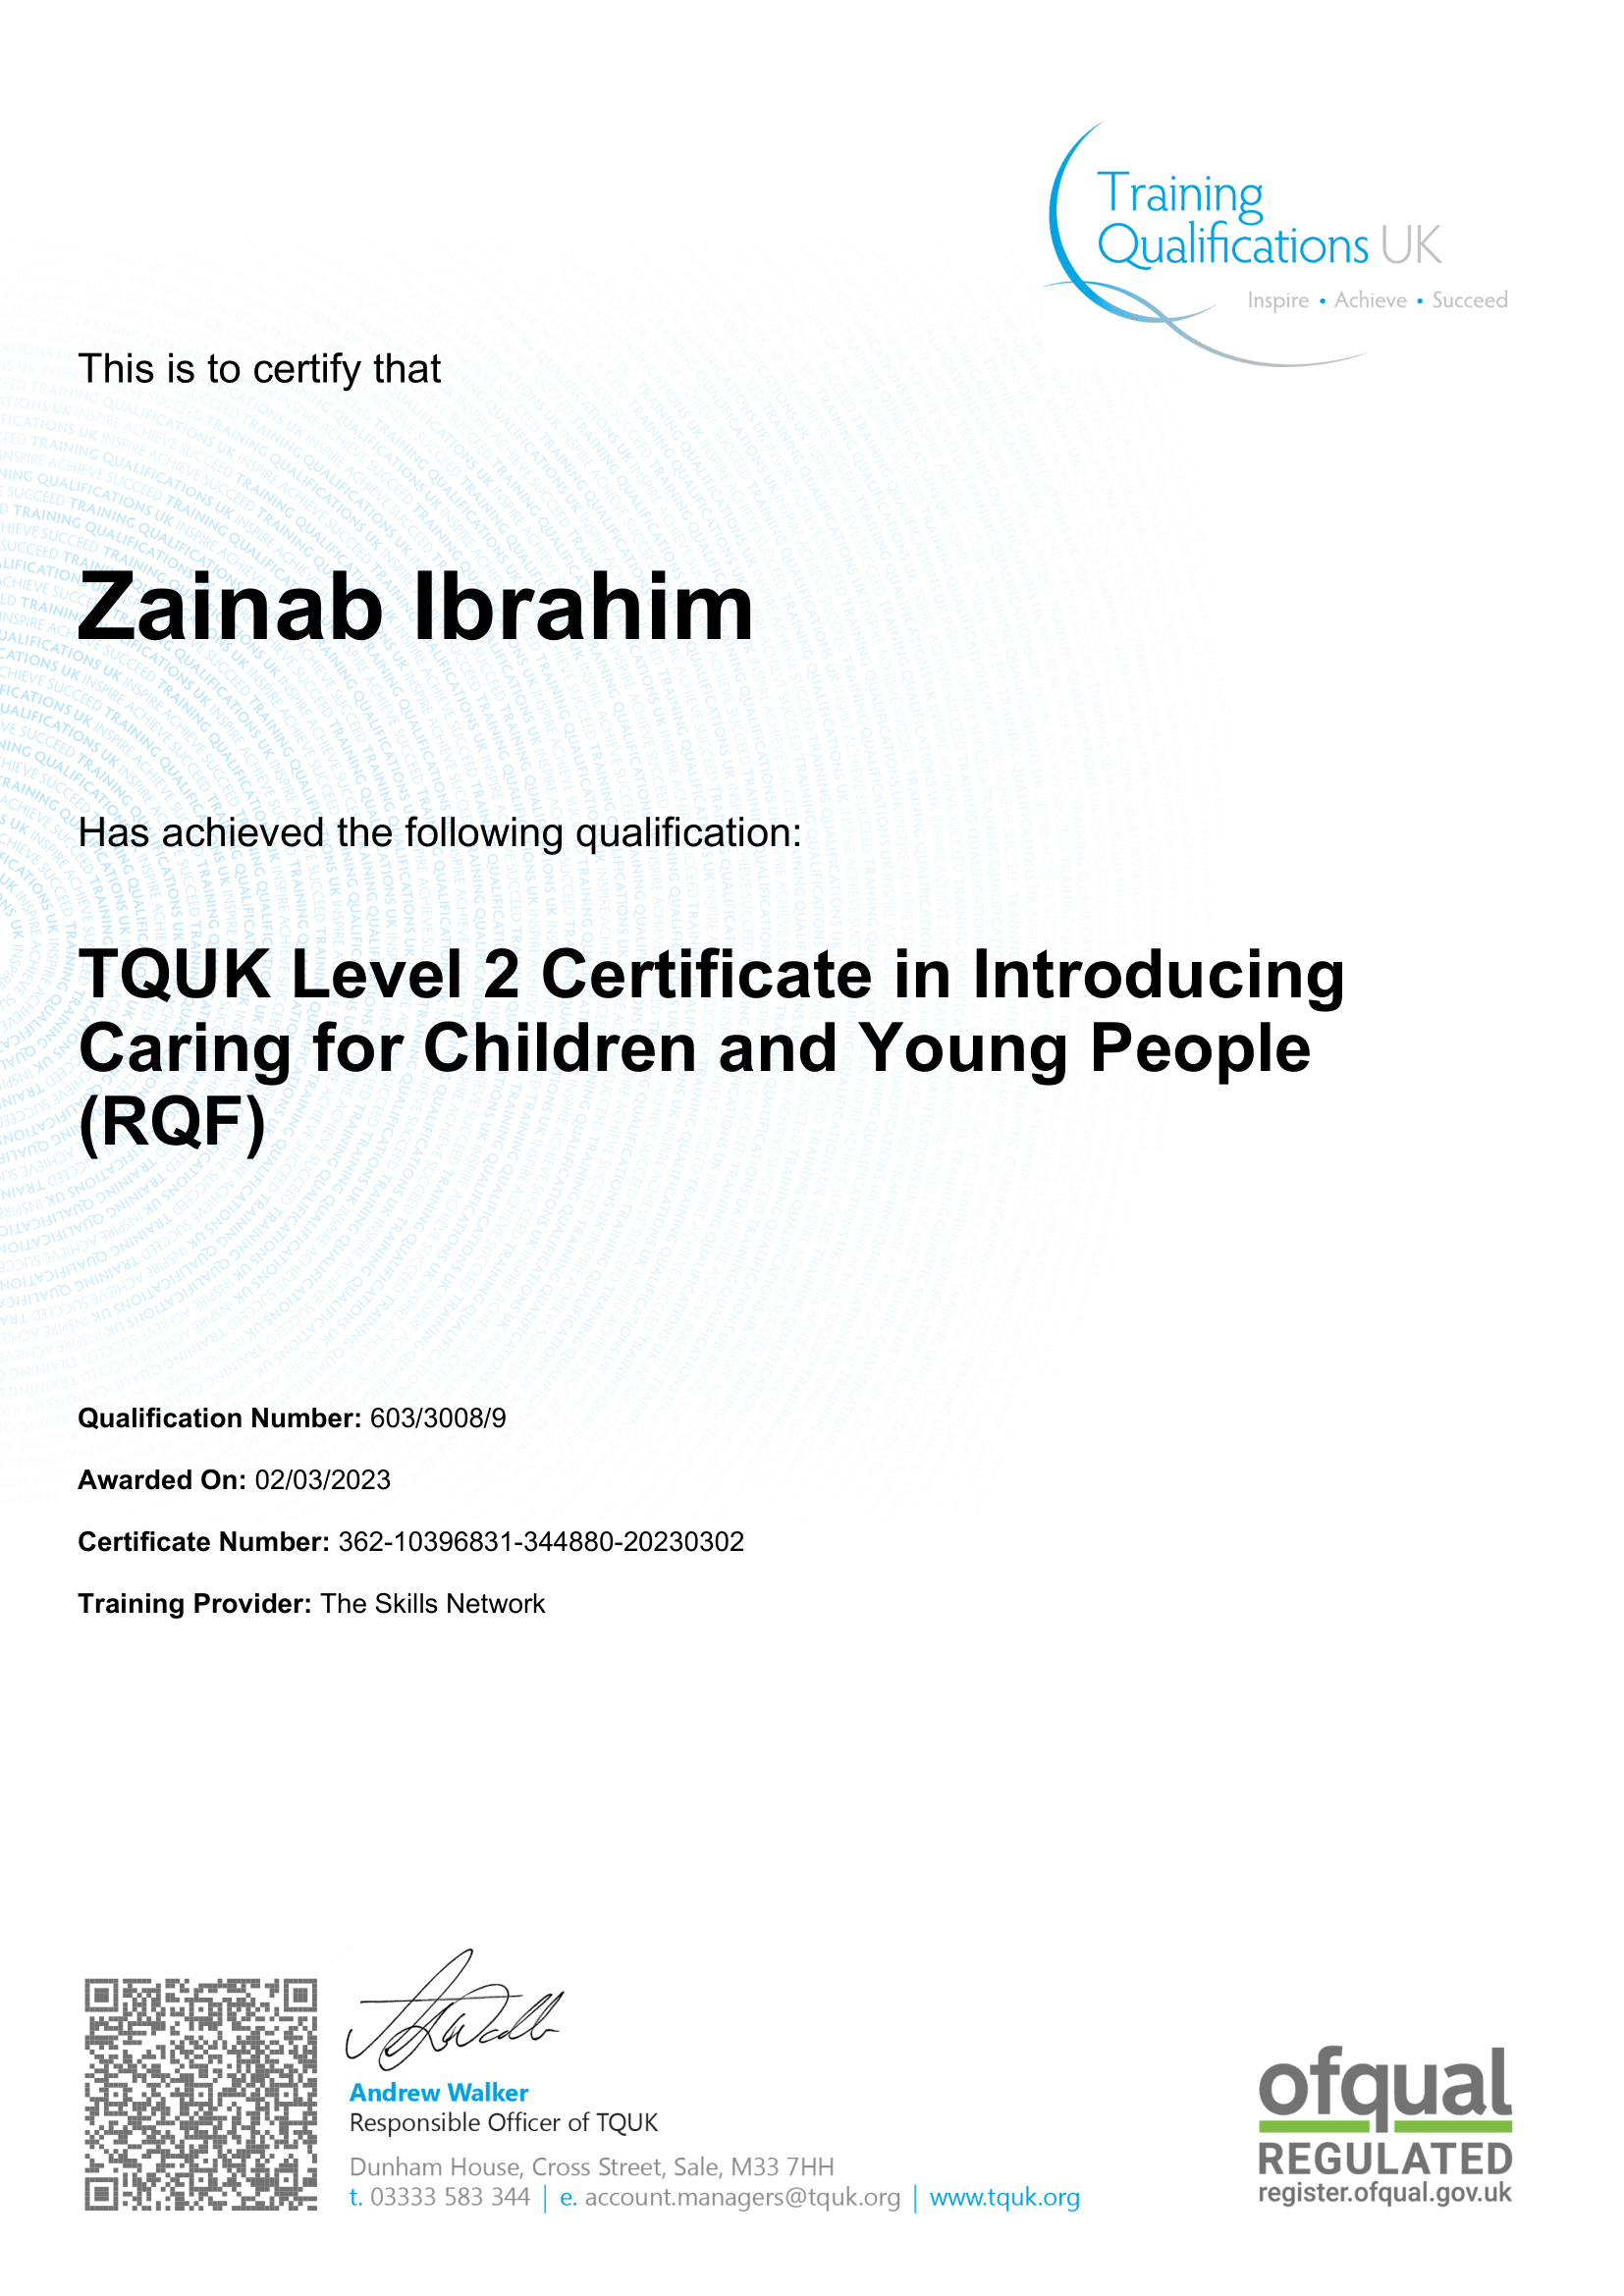 Training
Qualifications UK
Inspire • Achieve • Succeed
This is to certify that
Zainab Ibrahim
Has achieved the following qualification:
TQUK Level 2 Certificate in Introducing
Caring for Children and Young People
(RQF)
Qualification Number: 603/3008/9
Awarded On: 02/03/2023
Certificate Number: 362-10396831-344880-20230302
Training Provider: The Skills Network
Andrew Walker
Responsible Officer of TQUK
Dunham House, Cross Street, Sale, M33 7HH
t. 03333 583 344 | e. account.managers@tquk.org | www.tquk.org
ofqual
REGULATED
register.ofqual.gov.uk